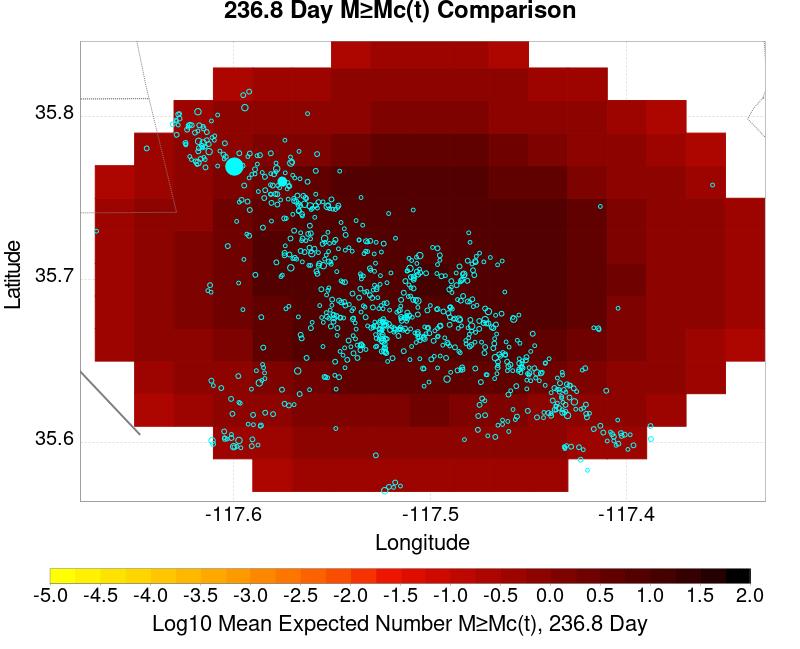 236.8 Day M≥Mc(t) Comparison
35.8
35.7
35.6
Latitude
-117.6 -117.5 -117.4
Longitude
-5.0 -4.5 -4.0 -3.5 -3.0 -2.5 -2.0 -1.5 -1.0 -0.5 0.0 0.5 1.0 1.5 2.0
Log10 Mean Expected Number M≥Mc(t), 236.8 Day